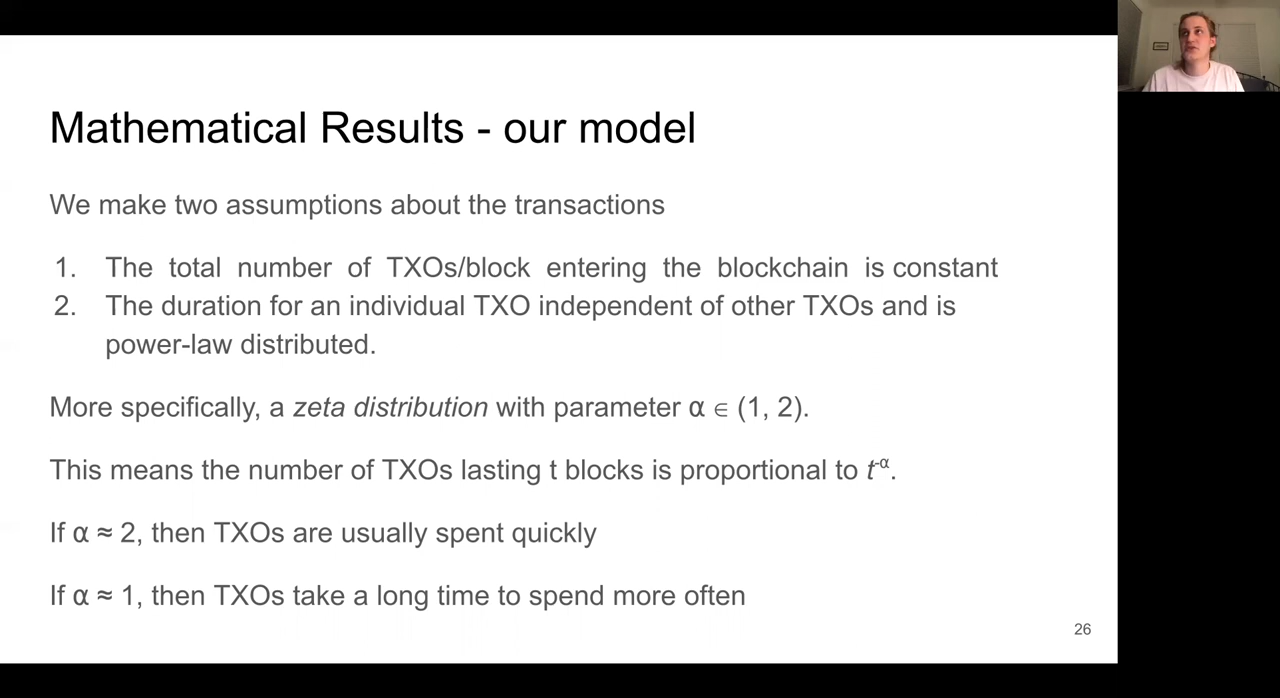 Mathematical Results - our model
We make two assumptions about the transactions
1. The total number of TXOs/block entering the blockchain is constant
2. The duration for an individual TXO independent of other TXOs and is
power-law distributed.
More specifically, a zeta distribution with parameter α ∈ (1, 2).
This means the number of TXOs lasting t blocks is proportional to t⁻ᵅ.
If α ≈ 2, then TXOs are usually spent quickly
If α ≈ 1, then TXOs take a long time to spend more often
26